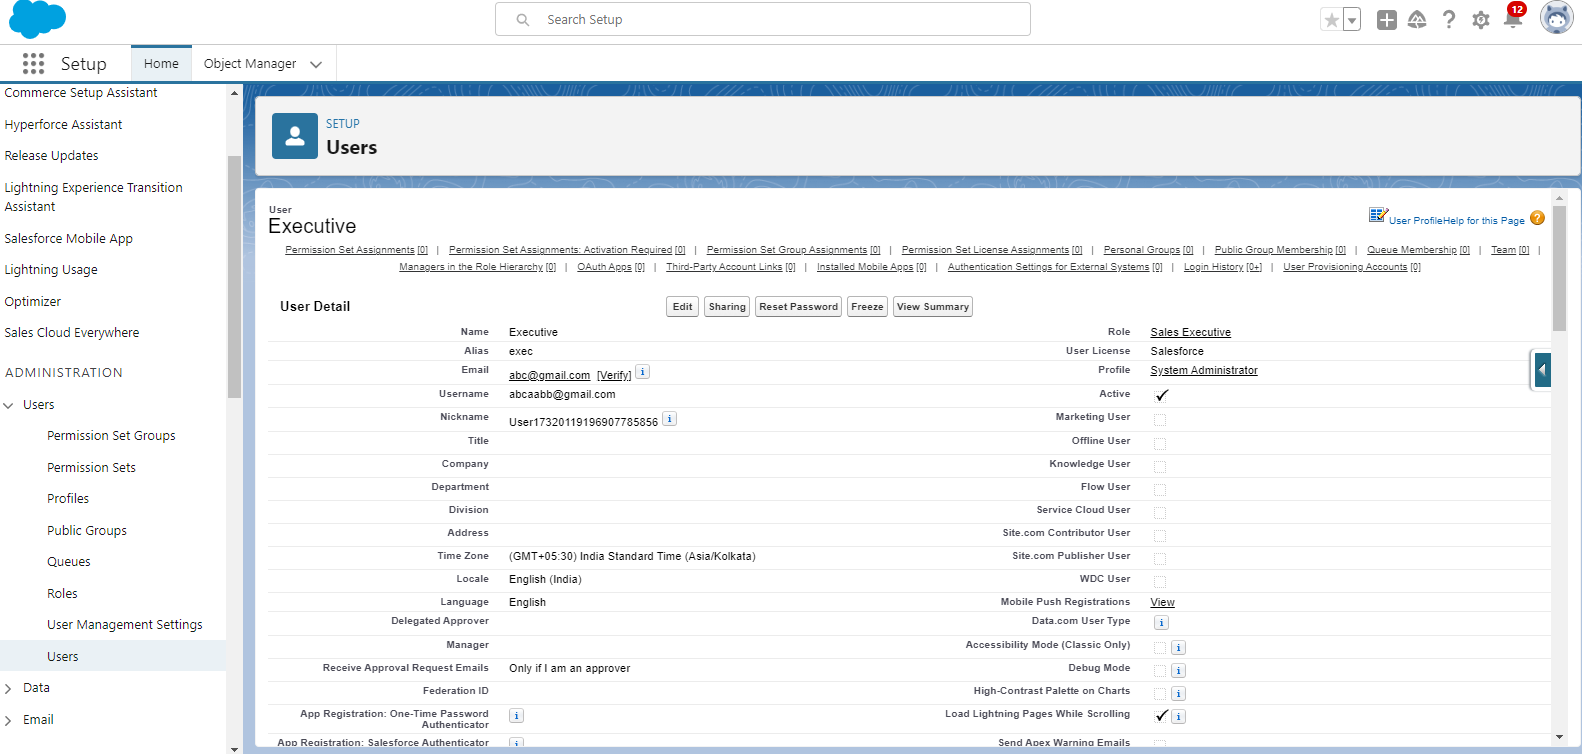 Search Setup
12
Setup
Home
Object Manager
Commerce Setup Assistant
Hyperforce Assistant
Release Updates
Lightning Experience Transition
Assistant
Salesforce Mobile App
Lightning Usage
Optimizer
Sales Cloud Everywhere
ADMINISTRATION
Users
Permission Set Groups
Permission Sets
Profiles
Public Groups
Queues
Roles
User Management Settings
Users
Data
Email
SETUP
Users
User
Executive
User Profile Help for this Page ?
Permission Set Assignments [0] | Permission Set Assignments: Activation Required [0] | Permission Set Group Assignments [0] | Permission Set License Assignments [0] | Personal Groups [0] | Public Group Membership [0] | Queue Membership [0] | Team [0] |
Managers in the Role Hierarchy [0] | OAuth Apps [0] | Third-Party Account Links [0] | Installed Mobile Apps [0] | Authentication Settings for External Systems [0] | Login History [0+] | User Provisioning Accounts [0]
User Detail Edit Sharing Reset Password Freeze View Summary
Name Executive Role Sales Executive
Alias exec User License Salesforce
Email abc@gmail.com [Verify] i Profile System Administrator
Username abcaabb@gmail.com Active
Nickname User17320119196907785856 i Marketing User
Title Offline User
Company Knowledge User
Department Flow User
Division Service Cloud User
Address Site.com Contributor User
Time Zone (GMT+05:30) India Standard Time (Asia/Kolkata) Site.com Publisher User
Locale English (India) WDC User
Language English Mobile Push Registrations View
Delegated Approver Data.com User Type i
Manager Accessibility Mode (Classic Only) i
Receive Approval Request Emails Only if I am an approver Debug Mode i
Federation ID High-Contrast Palette on Charts i
App Registration: One-Time Password i Load Lightning Pages While Scrolling i
Authenticator
App Registration: Salesforce Authenticator i Send Apex Warning Emails